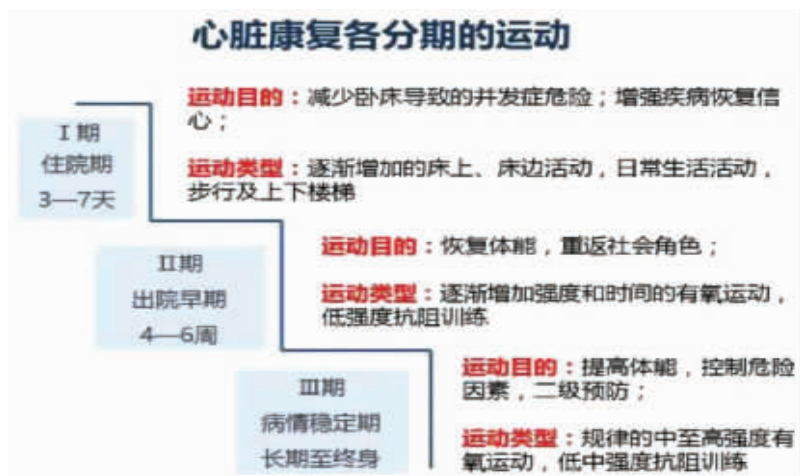 心脏康复各分期的运动
运动目的：减少卧床导致的并发症危险；增强疾病恢复信
心；
Ⅰ期
住院期
3—7天
运动类型：逐渐增加的床上、床边活动，日常生活活动，
步行及上下楼梯
Ⅱ期
出院早期
4—6周
运动目的：恢复体能，重返社会角色；
运动类型：逐渐增加强度和时间的有氧运动，
低强度抗阻训练
Ⅲ期
病情稳定期
长期至终身
运动目的：提高体能，控制危险
因素，二级预防；
运动类型：规律的中至高强度有
氧运动，低中强度抗阻训练